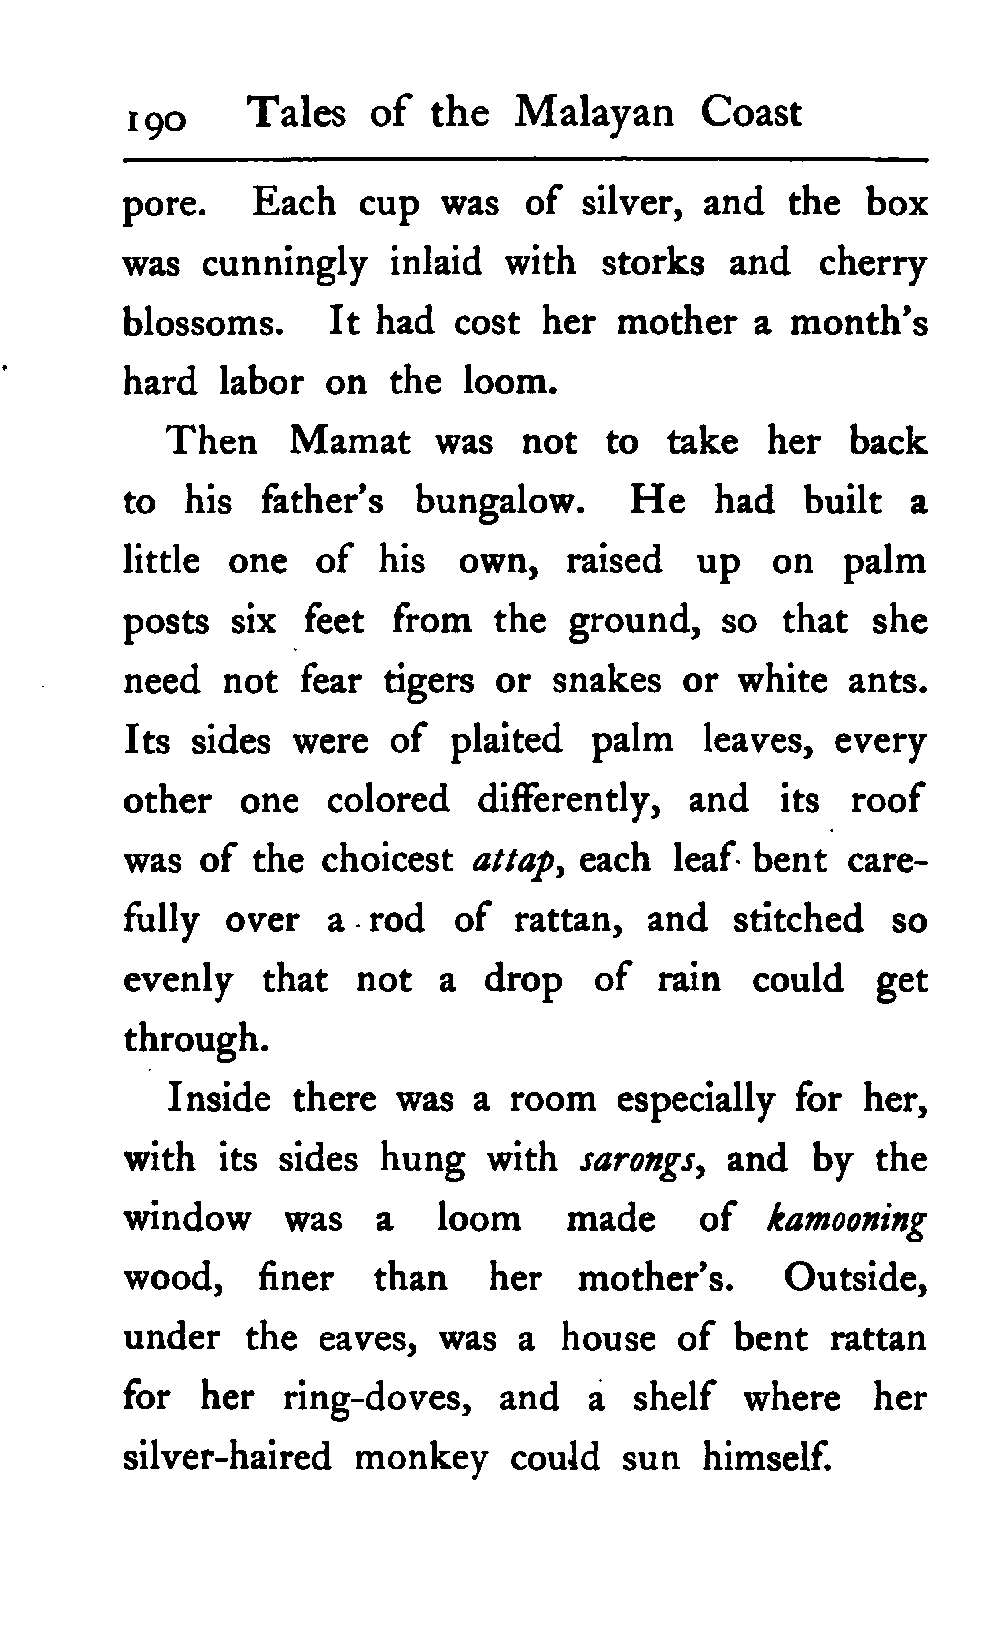 190 Tales of the Malayan Coast
pore. Each cup was of silver, and the box
was cunningly inlaid with storks and cherry
blossoms. It had cost her mother a month's
hard labor on the loom.
Then Mamat was not to take her back
to his father's bungalow. He had built a
little one of his own, raised up on palm
posts six feet from the ground, so that she
need not fear tigers or snakes or white ants.
Its sides were of plaited palm leaves, every
other one colored differently, and its roof
was of the choicest attap, each leaf bent care-
fully over a rod of rattan, and stitched so
evenly that not a drop of rain could get
through.
Inside there was a room especially for her,
with its sides hung with sarongs, and by the
window was a loom made of kamooning
wood, finer than her mother's. Outside,
under the eaves, was a house of bent rattan
for her ring-doves, and a shelf where her
silver-haired monkey could sun himself.